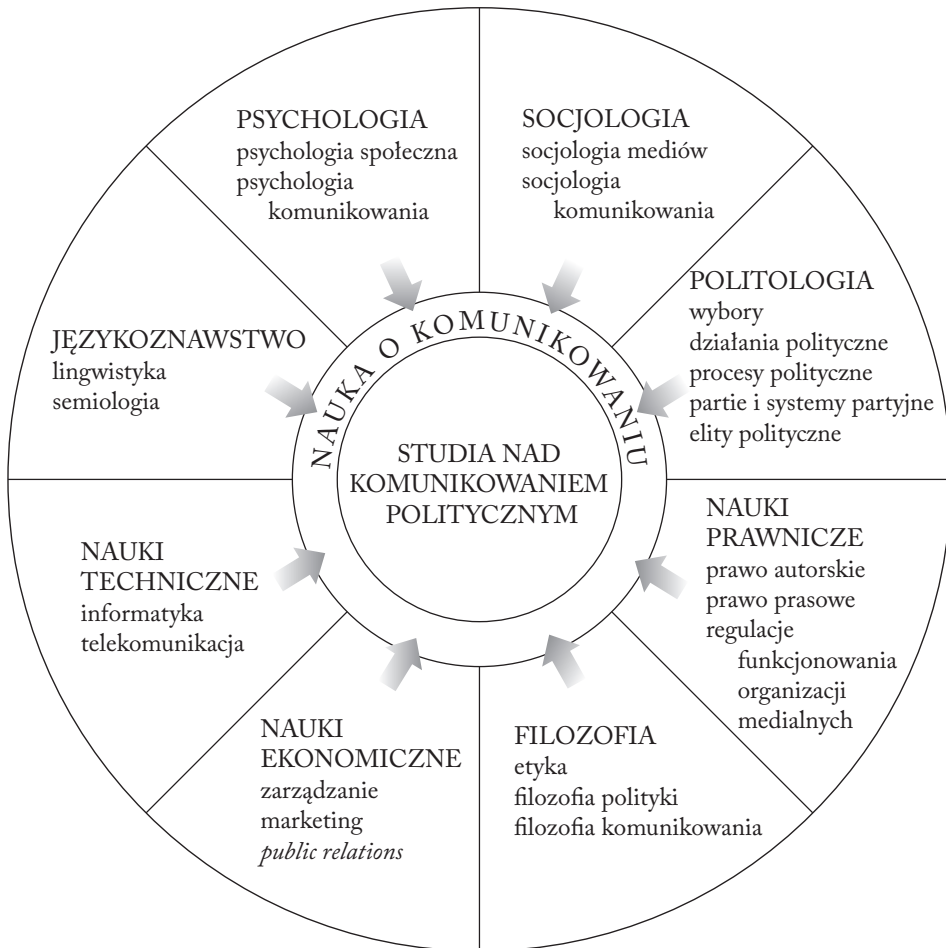 PSYCHOLOGIA
psychologia społeczna
psychologia
komunikowania
SOCJOLOGIA
socjologia mediów
socjologia
komunikowania
POLITOLOGIA
wybory
działania polityczne
procesy polityczne
partie i systemy partyjne
elity polityczne
JĘZYKOZNAWSTWO
lingwistyka
semiologia
NAUKA O KOMUNIKOWANIU
STUDIA NAD
KOMUNIKOWANIEM
POLITYCZNYM
NAUKI
PRAWNICZE
prawo autorskie
prawo prasowe
regulacje
funkcjonowania
organizacji
medialnych
NAUKI
TECHNICZNE
informatyka
telekomunikacja
NAUKI
EKONOMICZNE
zarządzanie
marketing
public relations
FILOZOFIA
etyka
filozofia polityki
filozofia komunikowania